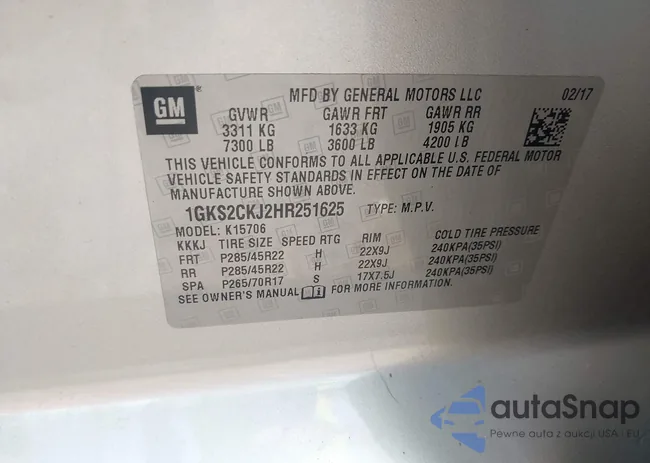 GM ® MFD BY GENERAL MOTORS LLC 02/17
GVWR GAWR FRT GAWR RR
3311 KG 1633 KG 1905 KG
7300 LB 3600 LB 4200 LB
THIS VEHICLE CONFORMS TO ALL APPLICABLE U.S. FEDERAL MOTOR
VEHICLE SAFETY STANDARDS IN EFFECT ON THE DATE OF
MANUFACTURE SHOWN ABOVE.
1GKS2CKJ2HR251625 TYPE: M.P.V.
MODEL: K15706
KKKJ TIRE SIZE SPEED RTG RIM COLD TIRE PRESSURE
FRT P285/45R22 H 22X9J 240KPA(35PSI)
RR P285/45R22 H 22X9J 240KPA(35PSI)
SPA P265/70R17 S 17X7.5J 240KPA(35PSI)
SEE OWNER'S MANUAL FOR MORE INFORMATION.
autaSnap
Pewne auta z aukcji USA - EU